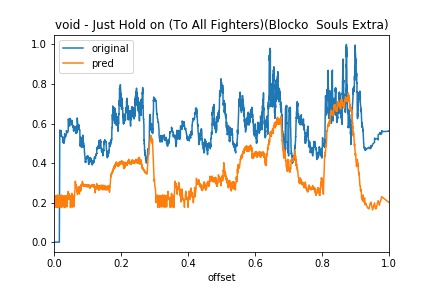 void - Just Hold on (To All Fighters)(Blocko  Souls Extra)
original
pred
1.0
0.8
0.6
0.4
0.2
0.0
0.0 0.2 0.4 0.6 0.8 1.0
offset